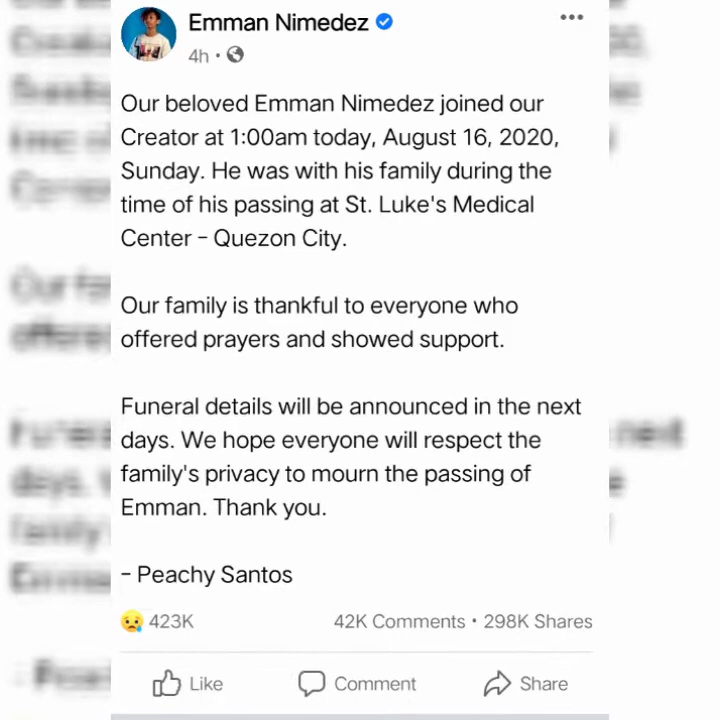 Emman Nimedez
4h ·
Our beloved Emman Nimedez joined our
Creator at 1:00am today, August 16, 2020,
Sunday. He was with his family during the
time of his passing at St. Luke's Medical
Center - Quezon City.
Our family is thankful to everyone who
offered prayers and showed support.
Funeral details will be announced in the next
days. We hope everyone will respect the
family's privacy to mourn the passing of
Emman. Thank you.
- Peachy Santos
423K 42K Comments • 298K Shares
Like Comment Share